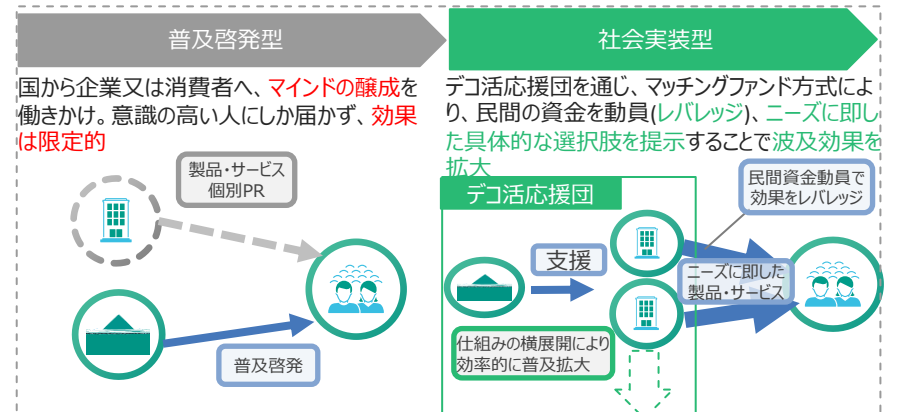 普及啓発型
国から企業又は消費者へ、マインドの醸成を
働きかけ。意識の高い人にしか届かず、効果
は限定的
製品・サービス
個別PR
普及啓発
社会実装型
デコ活応援団を通じ、マッチングファンド方式によ
り、民間の資金を動員(レバレッジ)、ニーズに即し
た具体的な選択肢を提示することで波及効果を
拡大
デコ活応援団
民間資金動員で
効果をレバレッジ
支援
ニーズに即した
製品・サービス
仕組みの横展開により
効率的に普及拡大